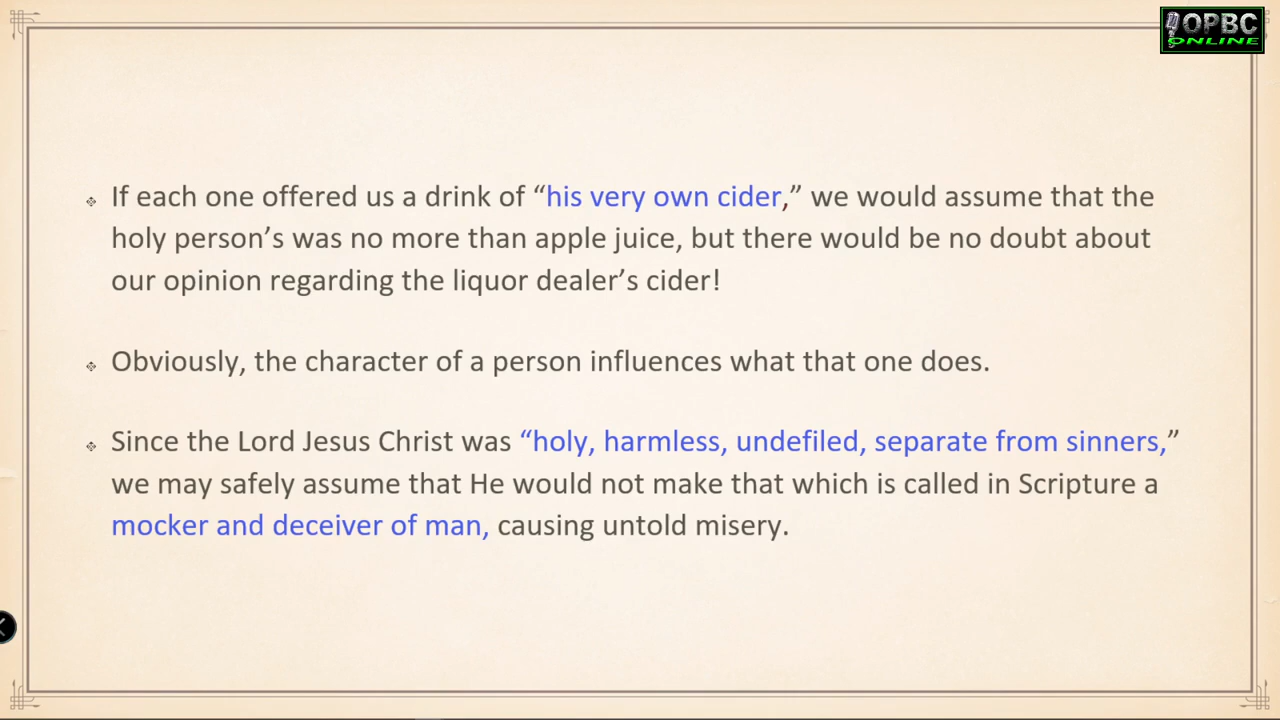 OPBC
ONLINE
If each one offered us a drink of “his very own cider,” we would assume that the
holy person’s was no more than apple juice, but there would be no doubt about
our opinion regarding the liquor dealer’s cider!
Obviously, the character of a person influences what that one does.
Since the Lord Jesus Christ was “holy, harmless, undefiled, separate from sinners,”
we may safely assume that He would not make that which is called in Scripture a
mocker and deceiver of man, causing untold misery.